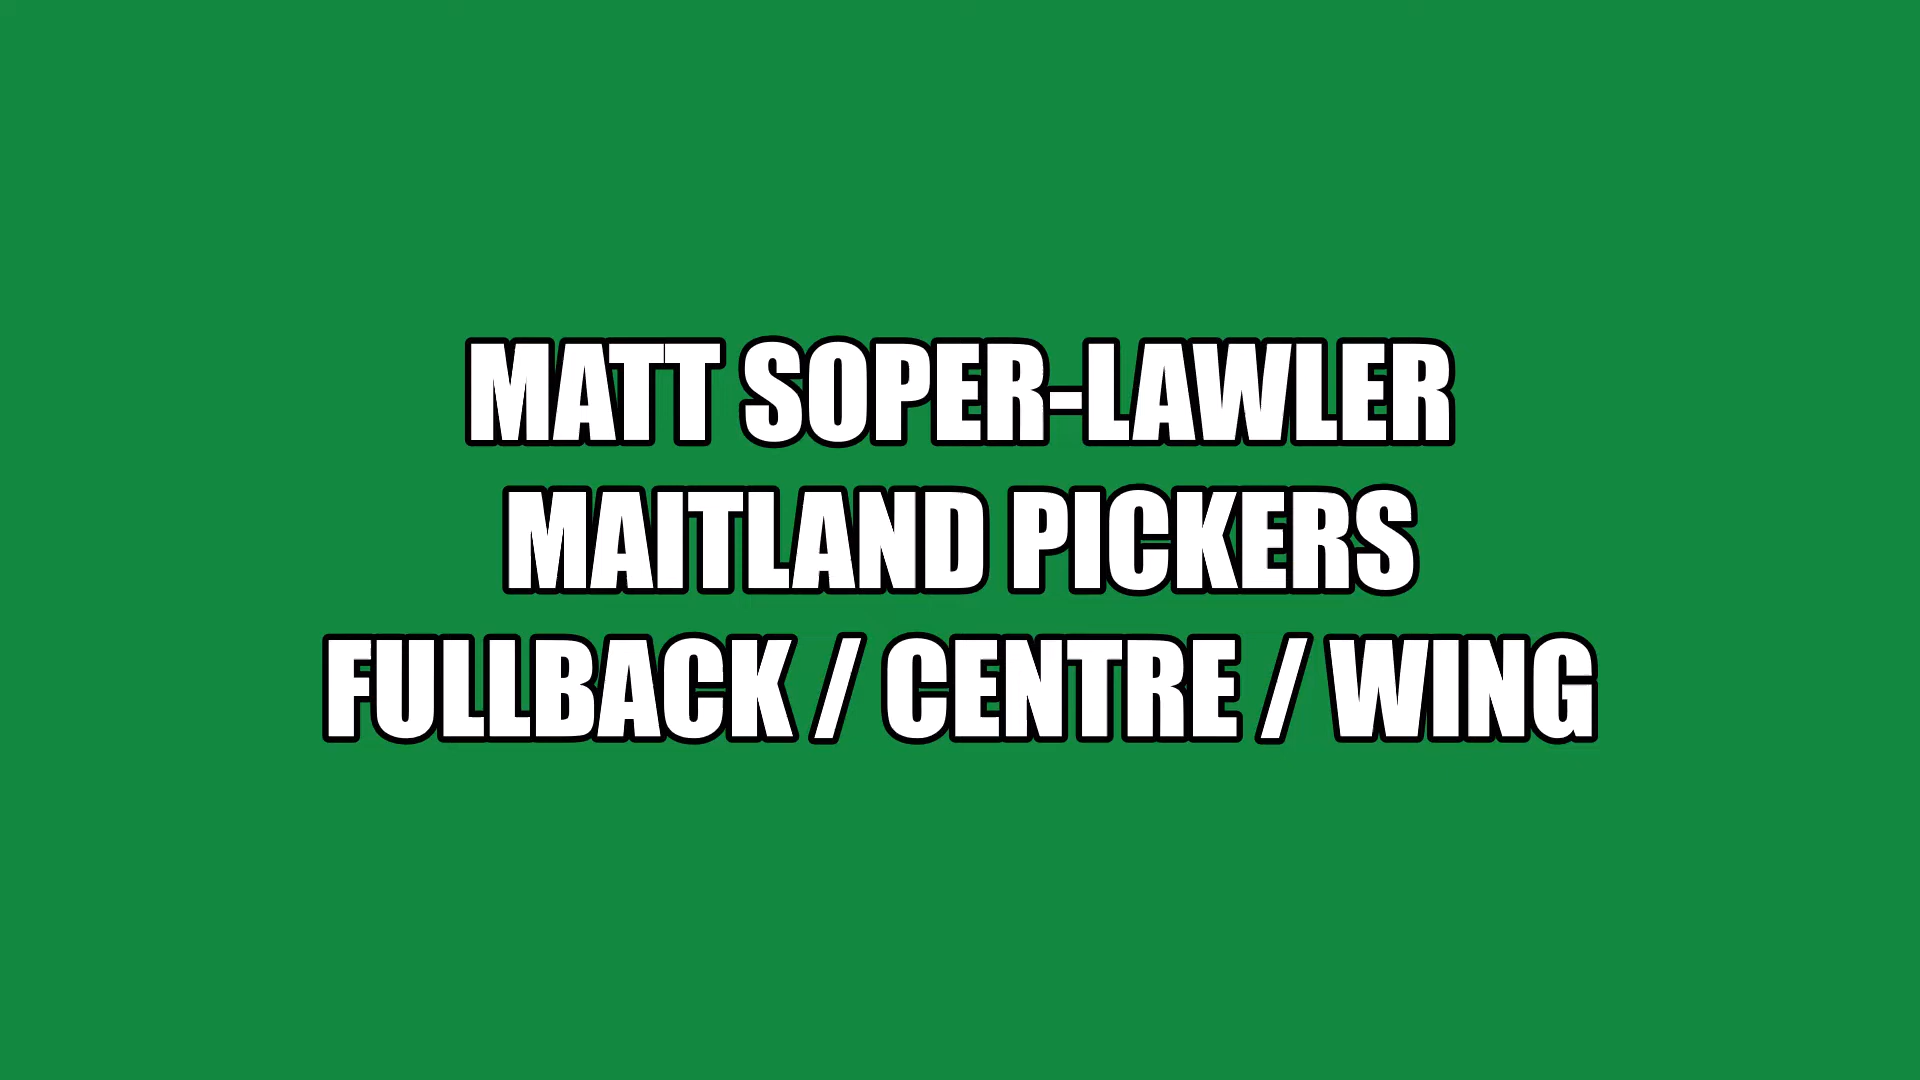 MATT SOPER-LAWLER
MAITLAND PICKERS
FULLBACK / CENTRE / WING